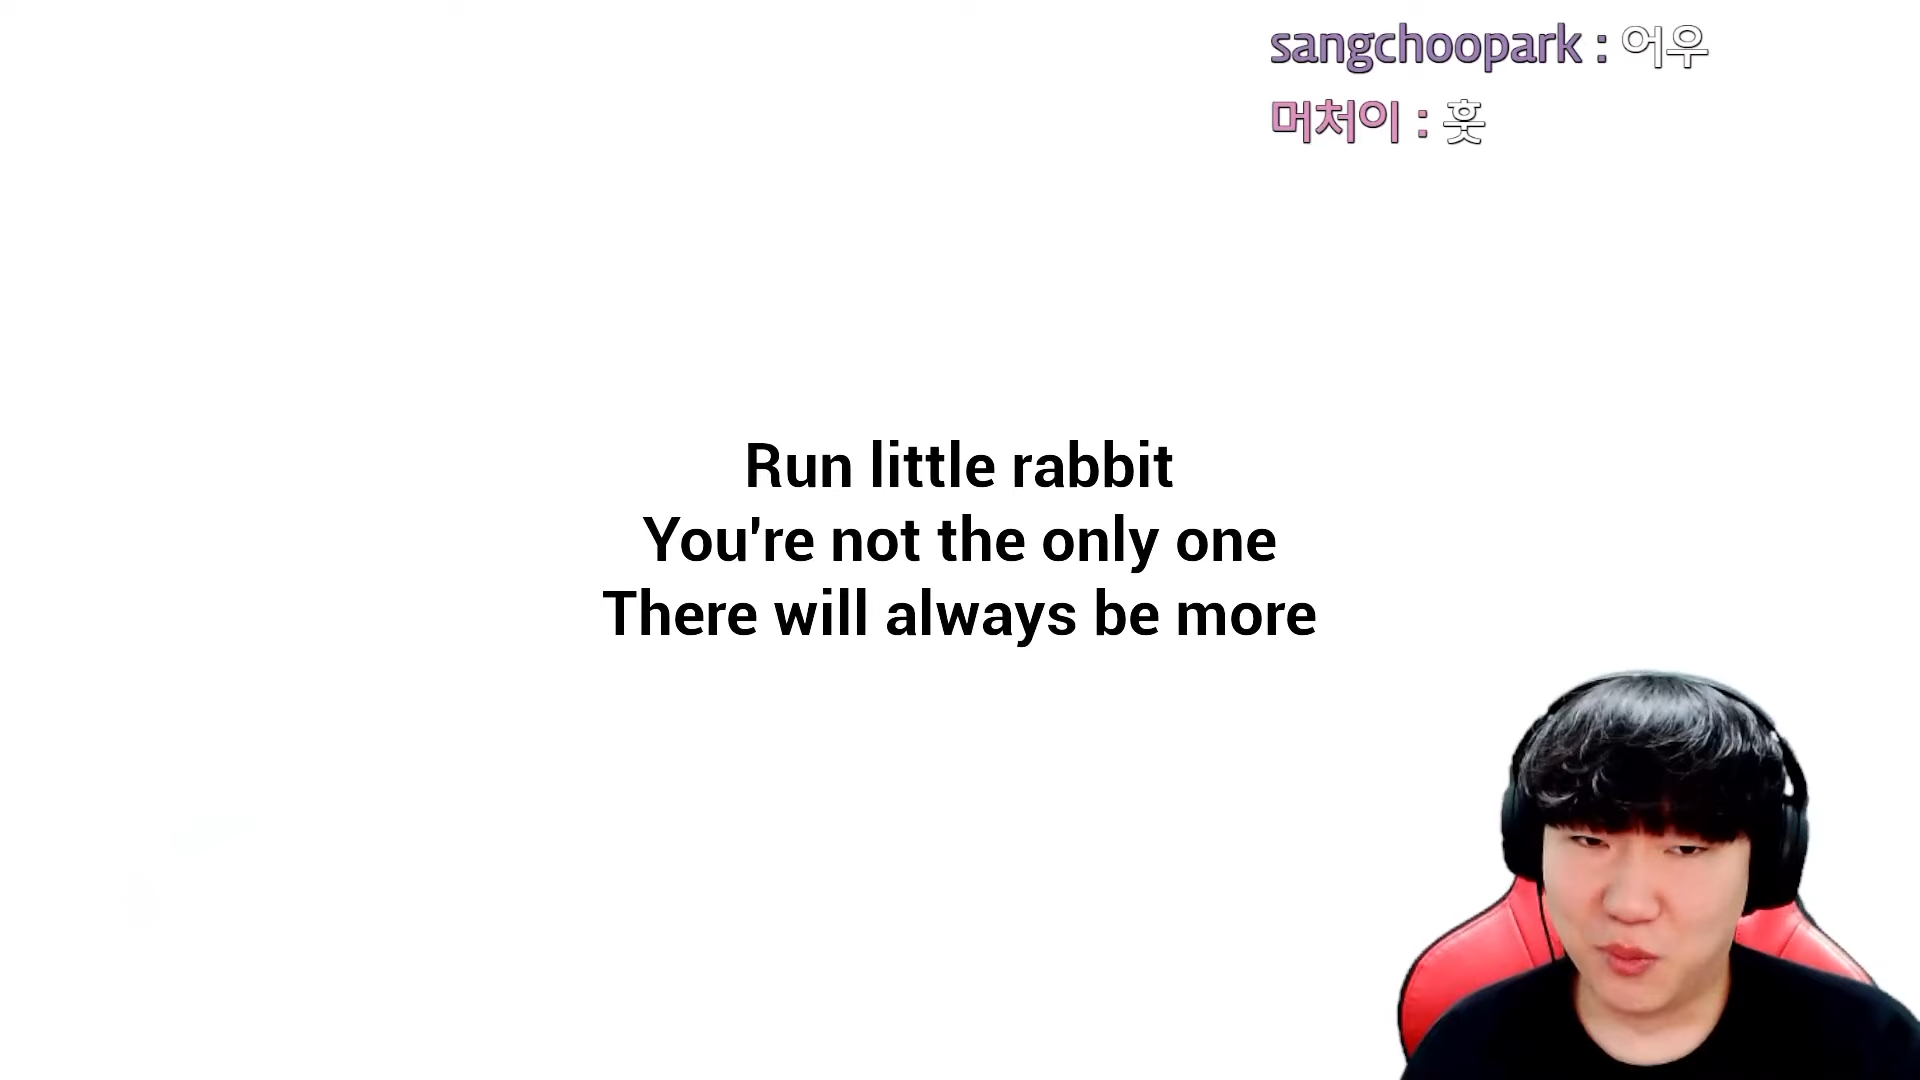 sangchoopark : 어우
머처이 : 훗
Run little rabbit
You're not the only one
There will always be more